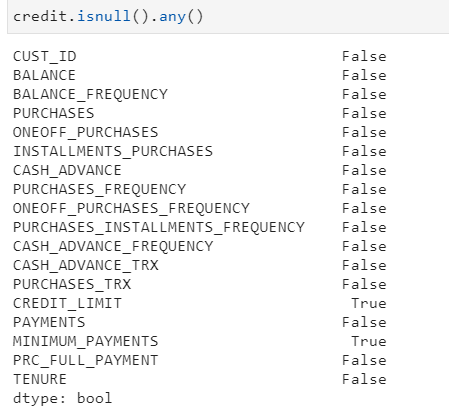 credit.isnull().any()
CUST_ID False
BALANCE False
BALANCE_FREQUENCY False
PURCHASES False
ONEOFF_PURCHASES False
INSTALLMENTS_PURCHASES False
CASH_ADVANCE False
PURCHASES_FREQUENCY False
ONEOFF_PURCHASES_FREQUENCY False
PURCHASES_INSTALLMENTS_FREQUENCY False
CASH_ADVANCE_FREQUENCY False
CASH_ADVANCE_TRX False
PURCHASES_TRX False
CREDIT_LIMIT True
PAYMENTS False
MINIMUM_PAYMENTS True
PRC_FULL_PAYMENT False
TENURE False
dtype: bool